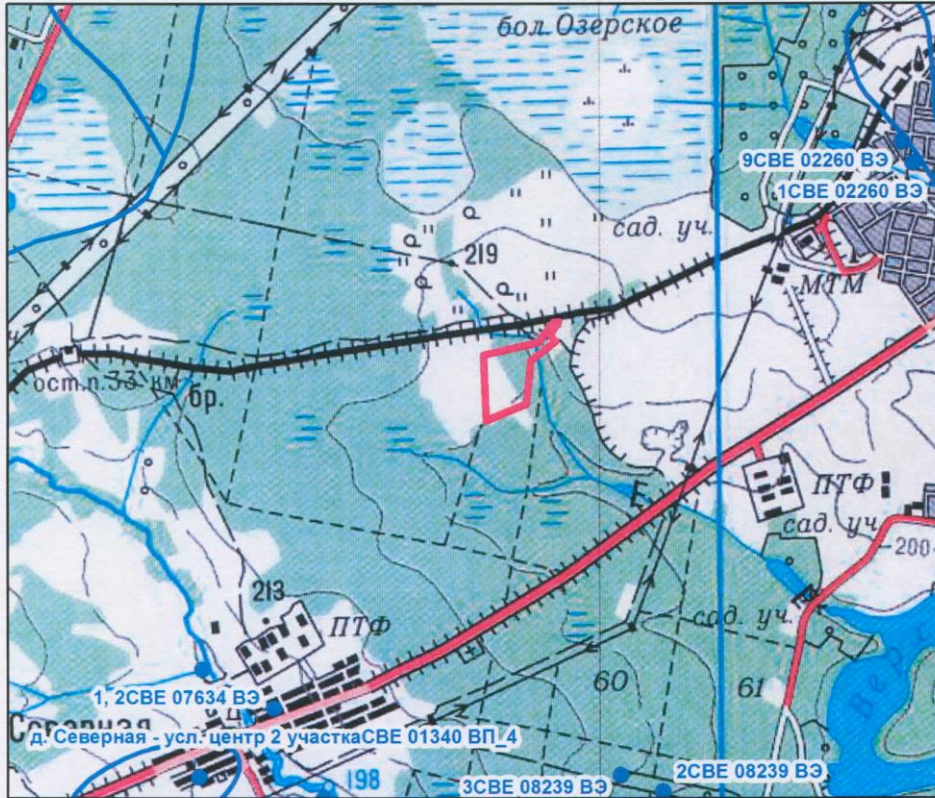 бол. Озерское
9СВЕ 02260 ВЭ
1СВЕ 02260 ВЭ
сад. уч.
219
МТМ
ост.п. 33 км
бр.
Е
ПТФ
сад. уч.
200
213
ПТФ
сад. уч.
60
61
1, 2СВЕ 07634 ВЭ
Северная
д. Северная - усл. центр 2 участкаСВЕ 01340 ВП_4
198
3СВЕ 08239 ВЭ
2СВЕ 08239 ВЭ